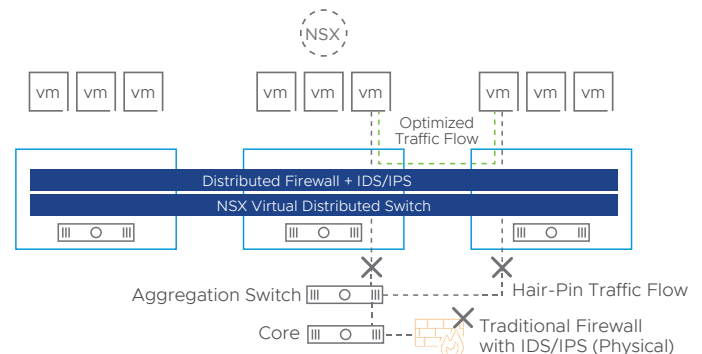 NSX
vm vm vm vm vm vm vm vm vm
Optimized
Traffic Flow
Distributed Firewall + IDS/IPS
NSX Virtual Distributed Switch
Aggregation Switch
Hair-Pin Traffic Flow
Core
Traditional Firewall
with IDS/IPS (Physical)